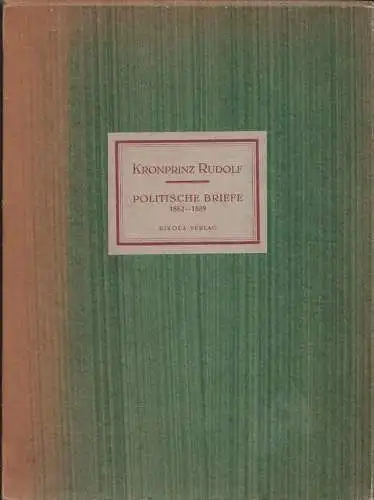 KRONPRINZ RUDOLF
POLITISCHE BRIEFE
1882–1889
RIKOLA VERLAG